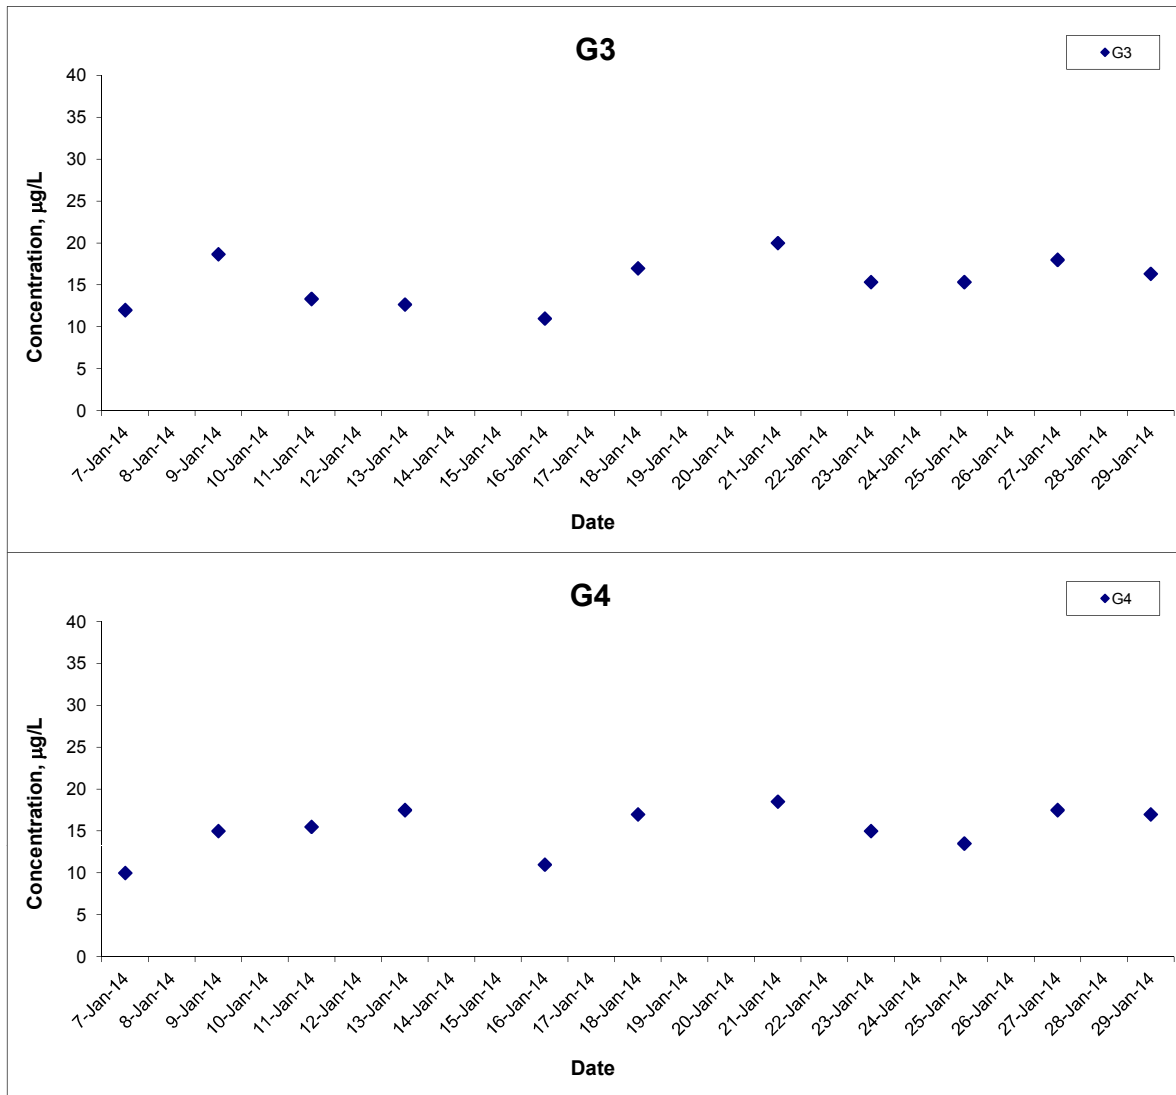 G3
G3
40
35
30
25
20
15
10
5
0
Concentration, µg/L
7-Jan-14
8-Jan-14
9-Jan-14
10-Jan-14
11-Jan-14
12-Jan-14
13-Jan-14
14-Jan-14
15-Jan-14
16-Jan-14
17-Jan-14
18-Jan-14
19-Jan-14
20-Jan-14
21-Jan-14
22-Jan-14
23-Jan-14
24-Jan-14
25-Jan-14
26-Jan-14
27-Jan-14
28-Jan-14
29-Jan-14
Date
G4
G4
40
35
30
25
20
15
10
5
0
Concentration, µg/L
7-Jan-14
8-Jan-14
9-Jan-14
10-Jan-14
11-Jan-14
12-Jan-14
13-Jan-14
14-Jan-14
15-Jan-14
16-Jan-14
17-Jan-14
18-Jan-14
19-Jan-14
20-Jan-14
21-Jan-14
22-Jan-14
23-Jan-14
24-Jan-14
25-Jan-14
26-Jan-14
27-Jan-14
28-Jan-14
29-Jan-14
Date